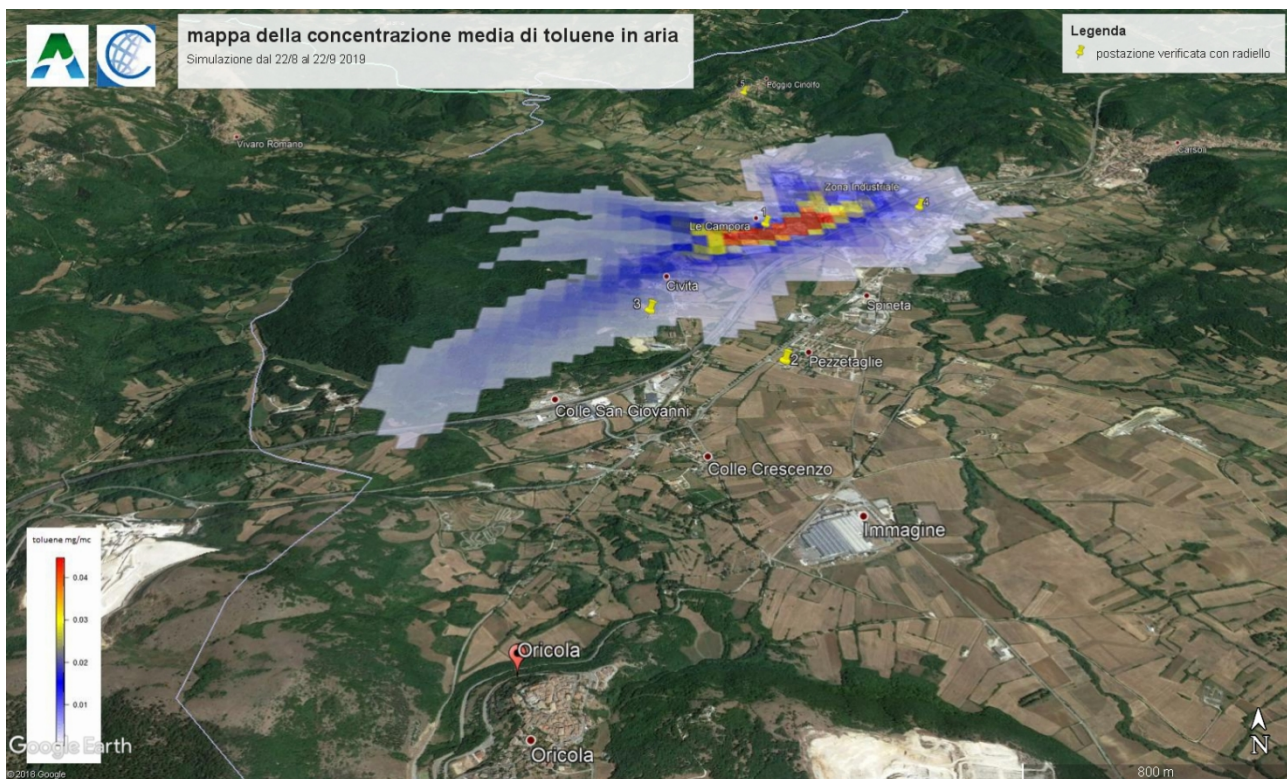 mappa della concentrazione media di toluene in aria
Simulazione dal 22/8 al 22/9 2019
Legenda
postazione verificata con radiello
5
Poggio Cinolfo
Vivaro Romano
Carsoli
Zona Industriale
4
1
Le Campora
Civita
3
Spineta
2
Pezzetaglie
Colle San Giovanni
Colle Crescenzo
Immagine
toluene mg/mc
0.04
0.03
0.02
0.01
Oricola
Oricola
Google Earth
N
©2018 Google
800 m